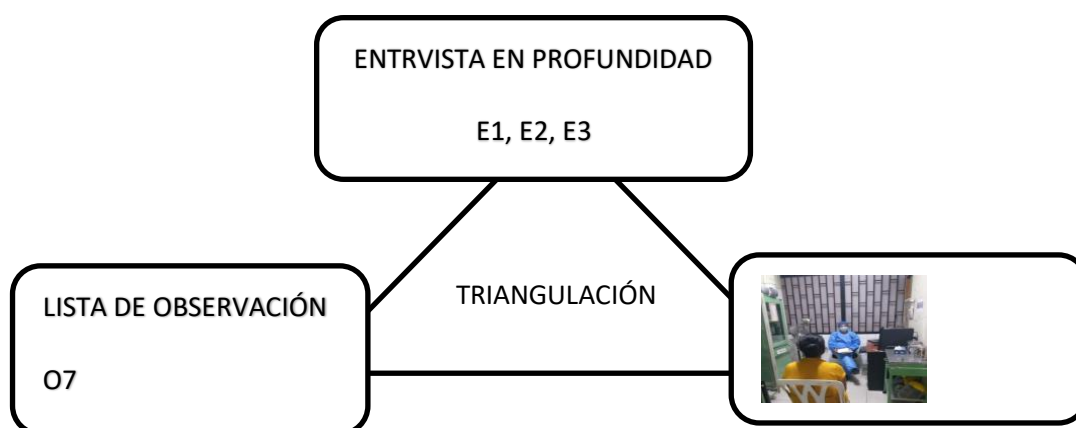 ENTRVISTA EN PROFUNDIDAD
E1, E2, E3
TRIANGULACIÓN
LISTA DE OBSERVACIÓN
O7